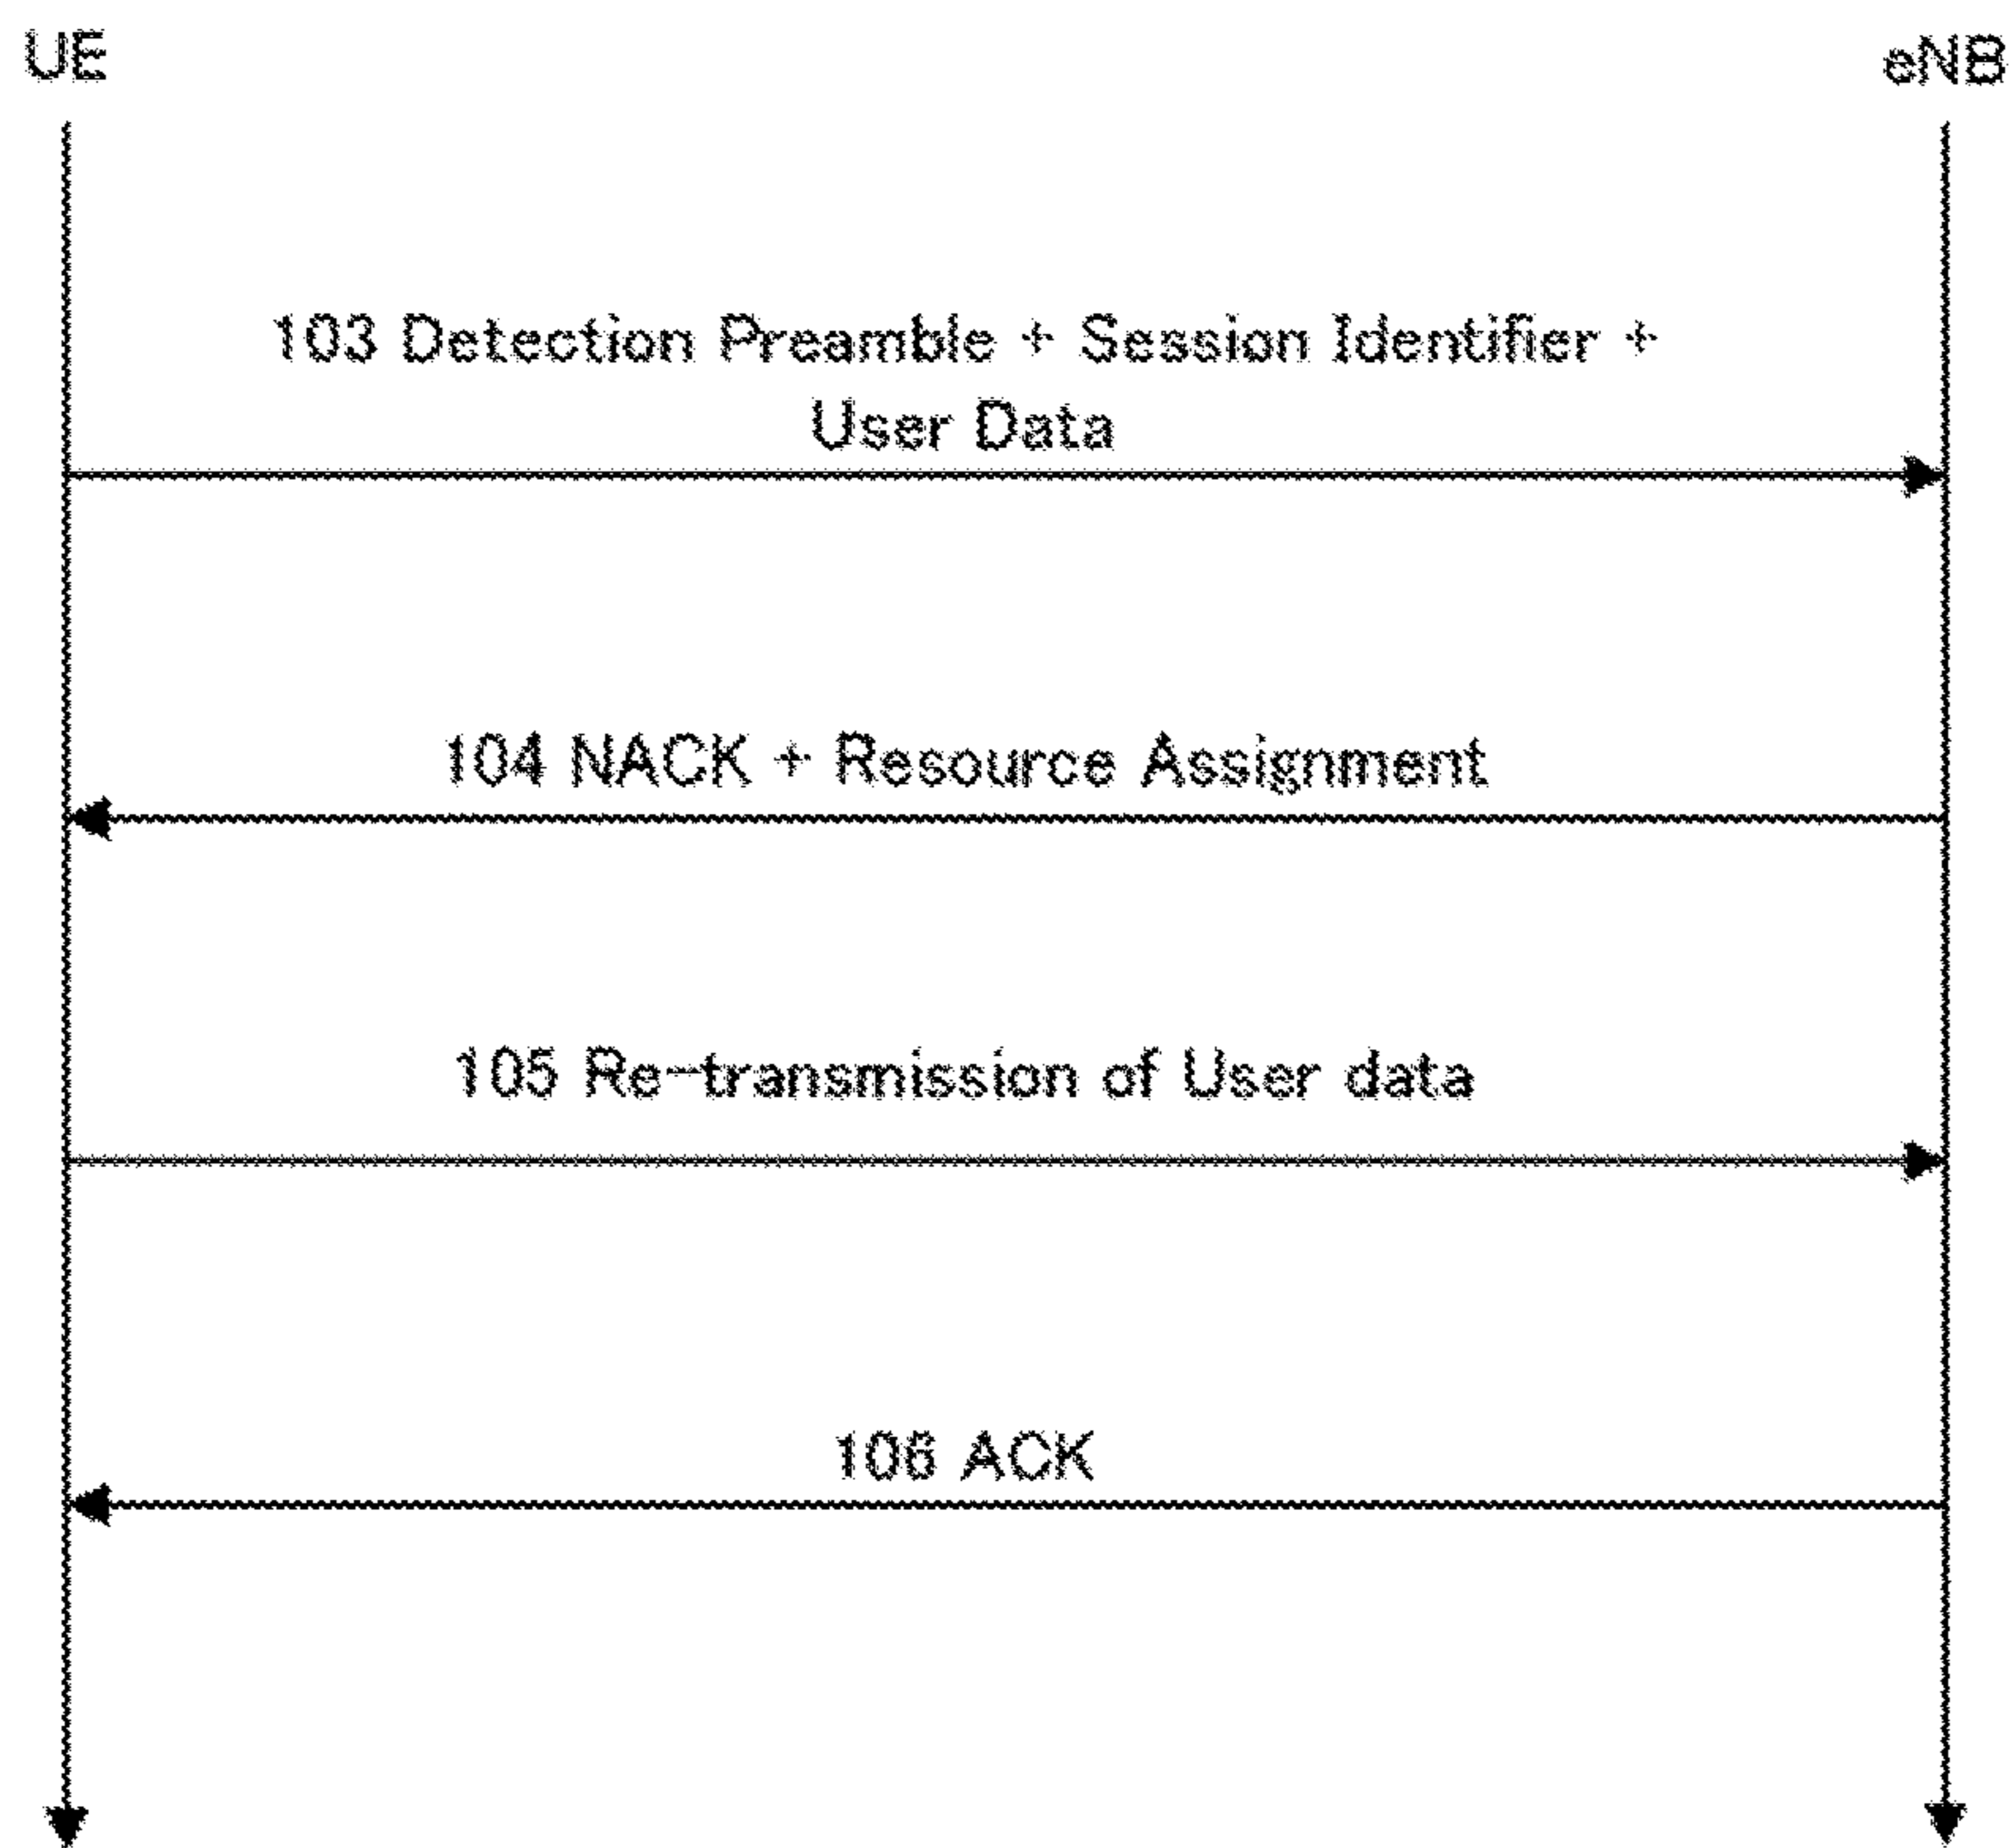 UE
eNB
103 Detection Preamble + Session Identifier +
User Data
104 NACK + Resource Assignment
105 Re-transmission of User data
106 ACK